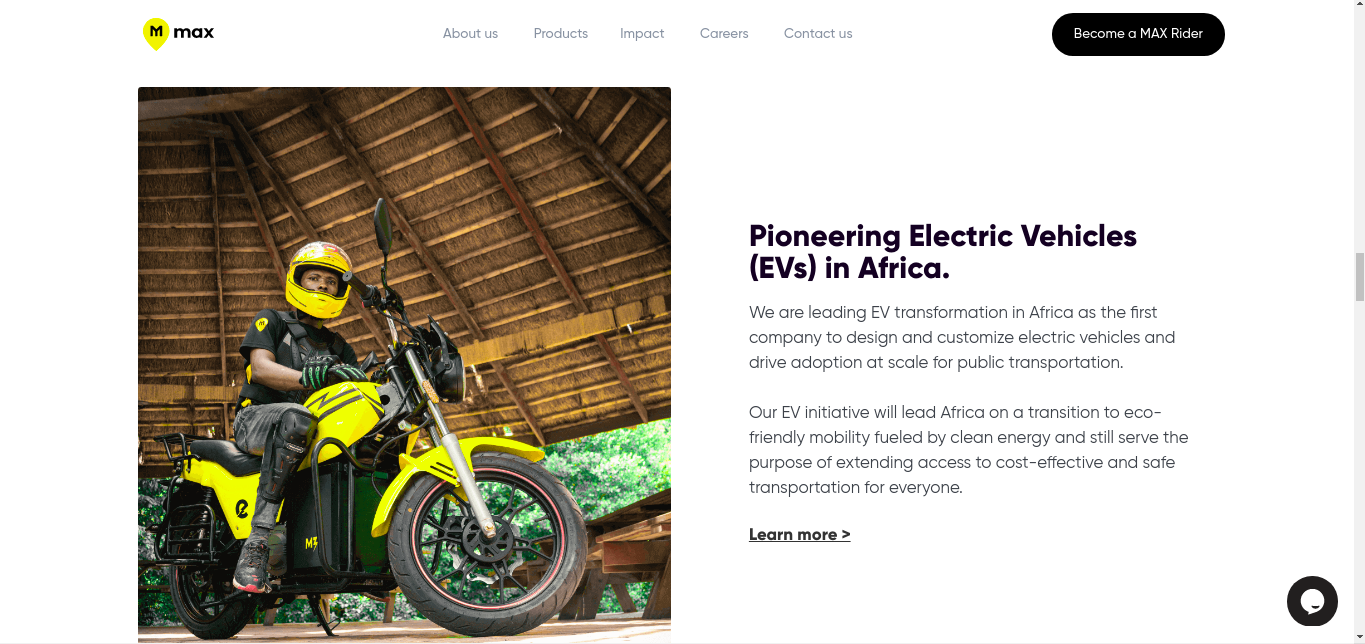 M max
About us Products Impact Careers Contact us
Become a MAX Rider
M
M3
Pioneering Electric Vehicles
(EVs) in Africa.
We are leading EV transformation in Africa as the first
company to design and customize electric vehicles and
drive adoption at scale for public transportation.
Our EV initiative will lead Africa on a transition to eco-
friendly mobility fueled by clean energy and still serve the
purpose of extending access to cost-effective and safe
transportation for everyone.
Learn more >